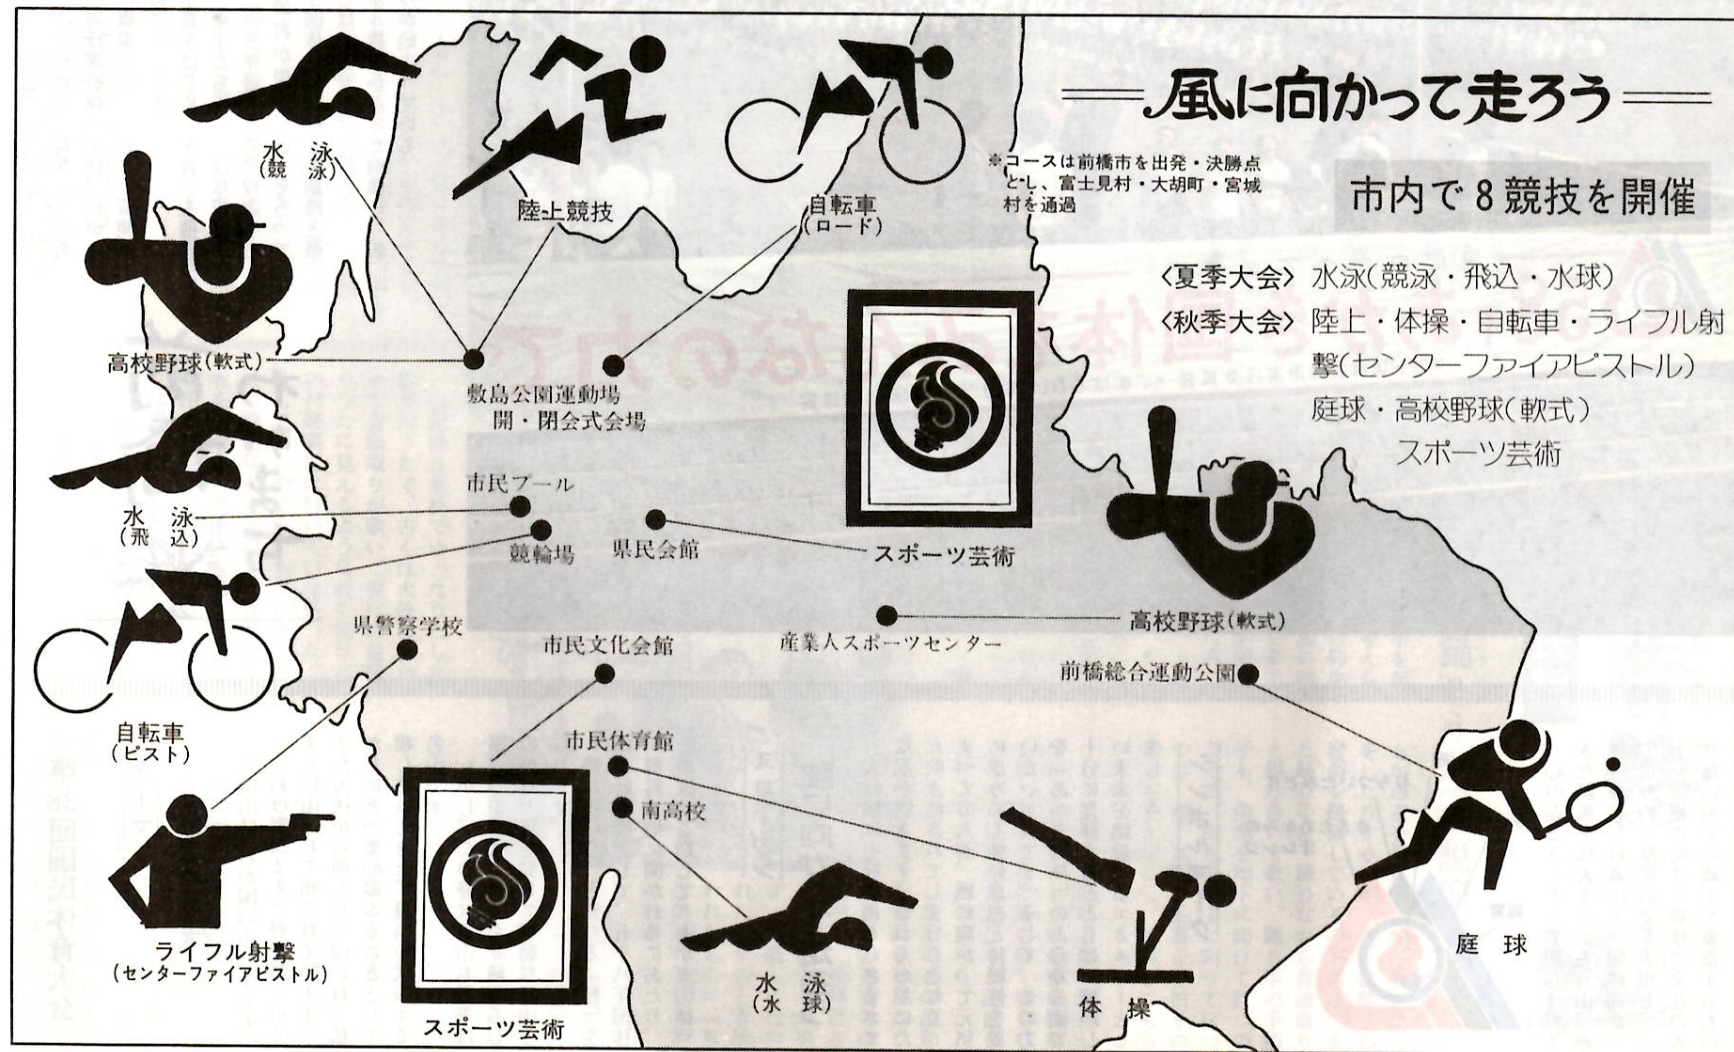 風に向かって走ろう
市内で8競技を開催
〈夏季大会〉 水泳(競泳・飛込・水球)
〈秋季大会〉 陸上・体操・自転車・ライフル射
撃(センターファイアピストル)
庭球・高校野球(軟式)
スポーツ芸術
※コースは前橋市を出発・決勝点
とし、富士見村・大胡町・宮城
村を通過
水 泳
(競 泳)
陸上競技
自転車
(ロード)
高校野球(軟式)
敷島公園運動場
開・閉会式会場
市民プール
水 泳
(飛 込)
競輪場
県民会館
スポーツ芸術
高校野球(軟式)
産業人スポーツセンター
県警察学校
市民文化会館
前橋総合運動公園
自転車
(ピスト)
市民体育館
南高校
ライフル射撃
(センターファイアピストル)
スポーツ芸術
水 泳
(水 球)
体 操
庭 球